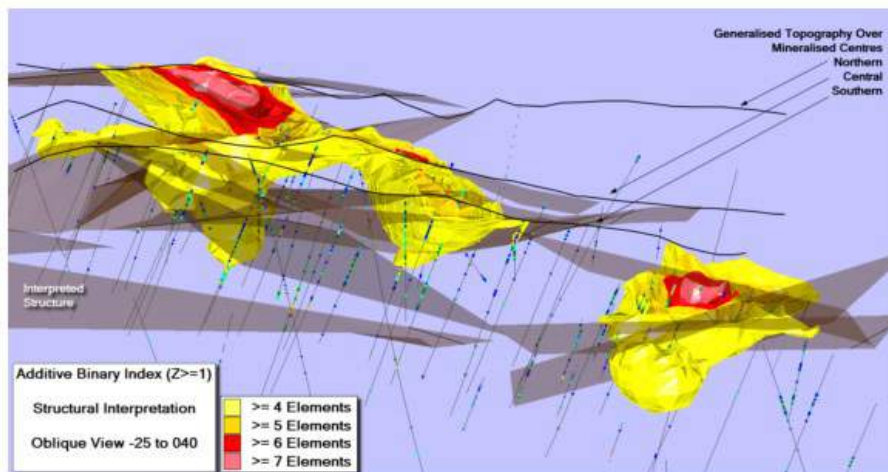 Generalised Topography Over
Mineralised Centres
Northern
Central
Southern
Interpreted
Structure
Additive Binary Index (Z>=1)
Structural Interpretation
Oblique View -25 to 040
>= 4 Elements
>= 5 Elements
>= 6 Elements
>= 7 Elements